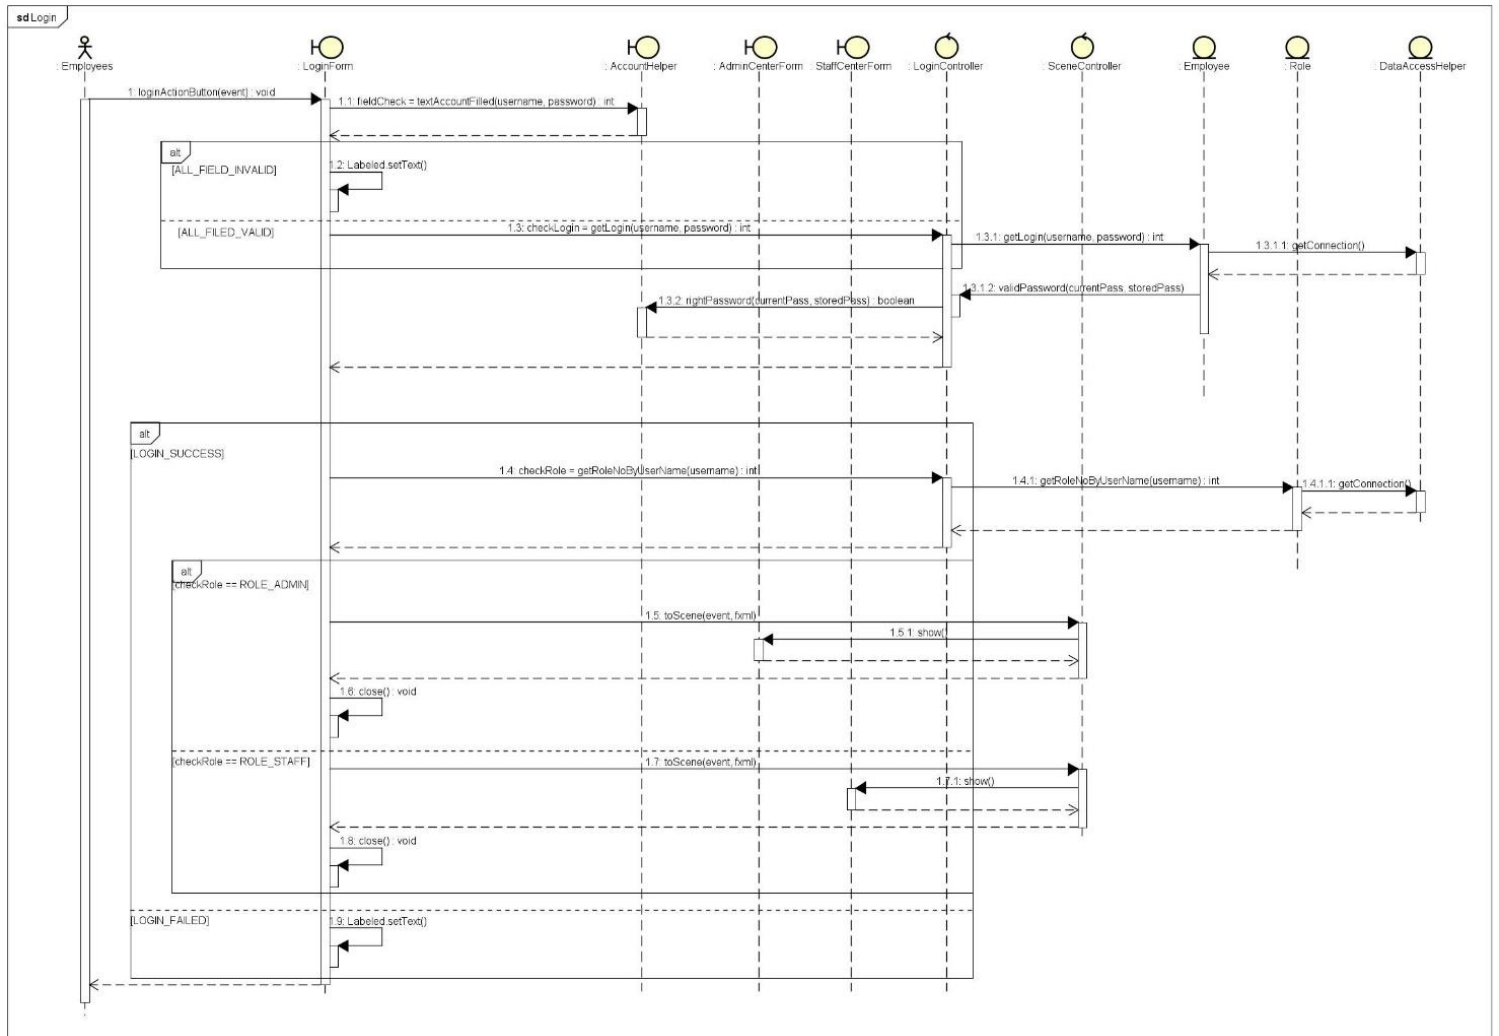 sd Login
: Employees
: LoginForm
: AccountHelper
: AdminCenterForm
: StaffCenterForm
: LoginController
: SceneController
: Employee
: Role
: DataAccessHelper
1: loginActionButton(event) : void
1.1: fieldCheck = textAccountFilled(username, password) : int
alt
[ALL_FIELD_INVALID]
1.2: Labeled.setText()
[ALL_FILED_VALID]
1.3: checkLogin = getLogin(username, password) : int
1.3.1: getLogin(username, password) : int
1.3.1.1: getConnection()
1.3.1.2: validPassword(currentPass, storedPass)
1.3.2: rightPassword(currentPass, storedPass) : boolean
alt
[LOGIN_SUCCESS]
1.4: checkRole = getRoleNoByUserName(username) : int
1.4.1: getRoleNoByUserName(username) : int
1.4.1.1: getConnection()
alt
[checkRole == ROLE_ADMIN]
1.5: toScene(event, fxml)
1.5.1: show()
1.6: close() : void
[checkRole == ROLE_STAFF]
1.7: toScene(event, fxml)
1.7.1: show()
1.8: close() : void
[LOGIN_FAILED]
1.9: Labeled.setText()